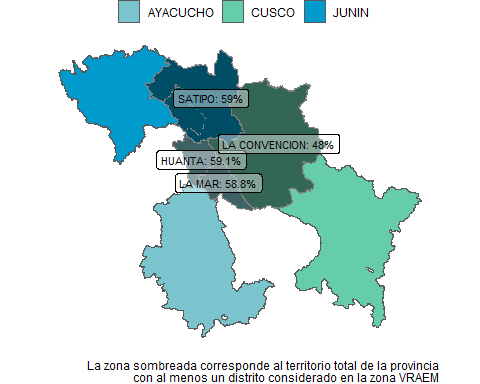 AYACUCHO CUSCO JUNIN
SATIPO: 59%
LA CONVENCION: 48%
HUANTA: 59.1%
LA MAR: 58.8%
La zona sombreada corresponde al territorio total de la provincia
con al menos un distrito considerado en la zona VRAEM